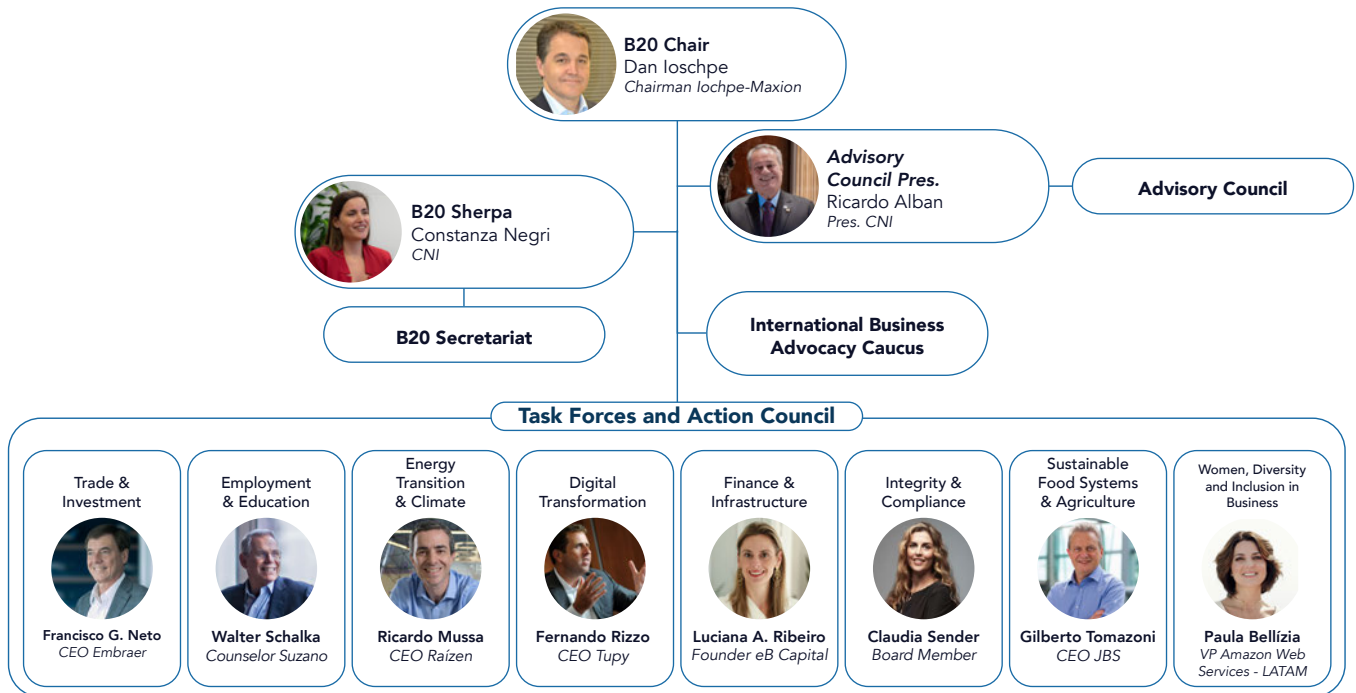 B20 Chair
Dan Ioschpe
Chairman Iochpe-Maxion
Advisory
Council Pres.
Ricardo Alban
Pres. CNI
Advisory Council
B20 Sherpa
Constanza Negri
CNI
B20 Secretariat
International Business
Advocacy Caucus
Task Forces and Action Council
Trade &
Investment
Francisco G. Neto
CEO Embraer
Employment
& Education
Walter Schalka
Counselor Suzano
Energy
Transition
& Climate
Ricardo Mussa
CEO Raízen
Digital
Transformation
Fernando Rizzo
CEO Tupy
Finance &
Infrastructure
Luciana A. Ribeiro
Founder eB Capital
Integrity &
Compliance
Claudia Sender
Board Member
Sustainable
Food Systems
& Agriculture
Gilberto Tomazoni
CEO JBS
Women, Diversity
and Inclusion in
Business
Paula Bellízia
VP Amazon Web
Services - LATAM